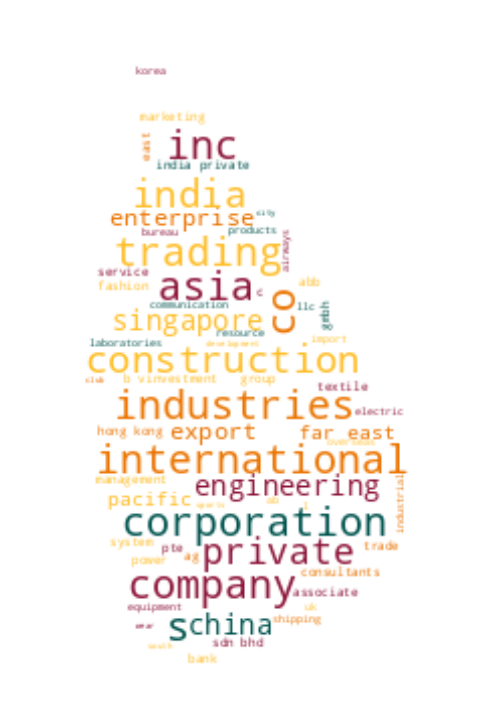 korea
marketing
east
inc
india private
india
enterprise
city
bureau
products
trading
airways
service
fashion
asia
c
abb
co
communication
llc
gmbh
singapore
resource
laboratories
development
import
construction
club
b v
investment
group
textile
industries
electric
hong kong
export
far east
overseas
international
management
engineering
industrial
pacific
sports
ab
corporation
system
pte
private
trade
power
ag
company
consultants
associate
equipment
uk
s
china
shipping
wear
sdn bhd
south
bank